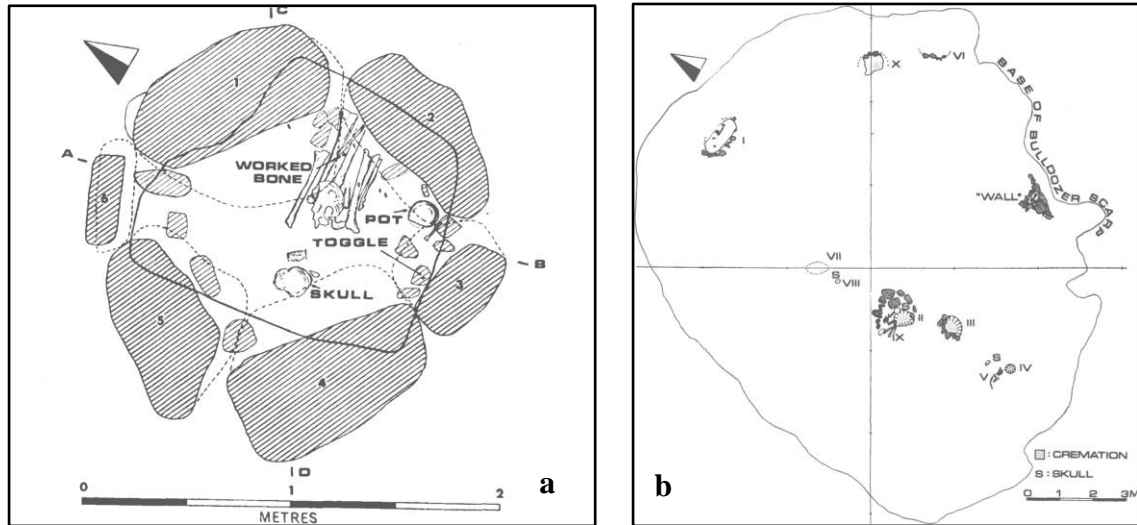 C
1
2
A
WORKED
BONE
6
POT
TOGGLE
B
3
SKULL
5
4
D
0 1 2
METRES
a
X
VI
BASE OF BULLDOZER SCARP
I
"WALL"
VII
S
VIII
S
II
III
IX
S
V
IV
: CREMATION
S : SKULL
0 1 2 3M
b